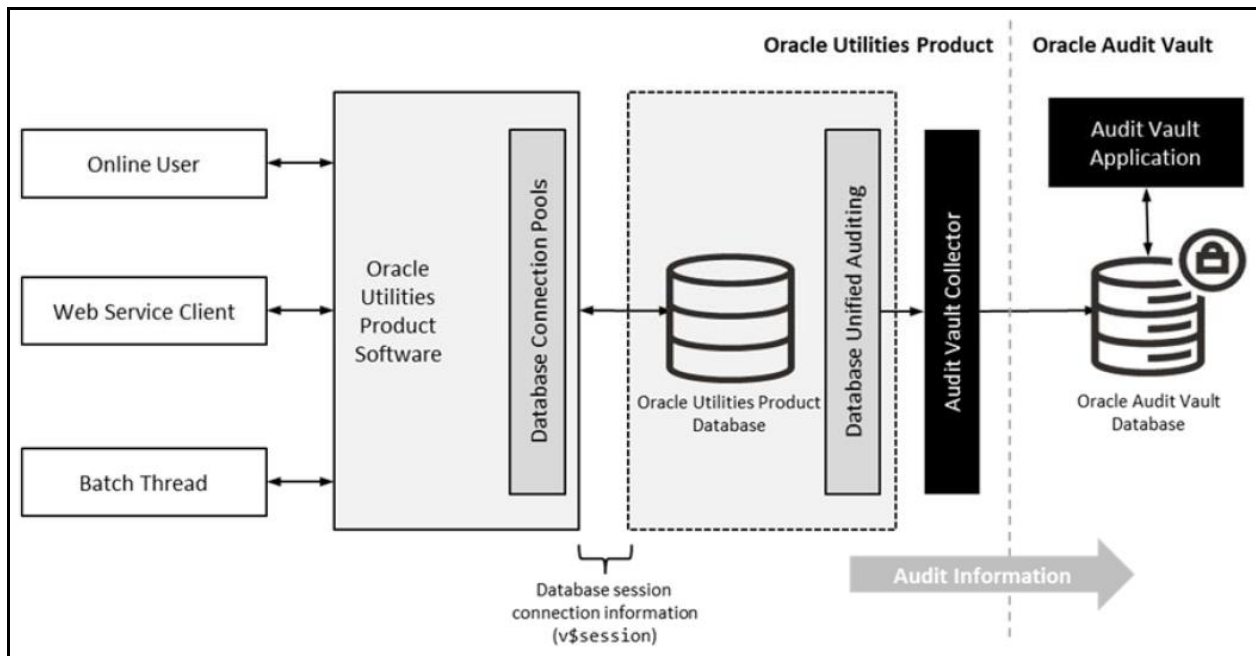 Oracle Utilities Product
Oracle Audit Vault
Online User
Web Service Client
Batch Thread
Oracle
Utilities
Product
Software
Database Connection Pools
Oracle Utilities Product
Database
Database Unified Auditing
Audit Vault Collector
Audit Vault
Application
Oracle Audit Vault
Database
Database session
connection information
(v$session)
Audit Information